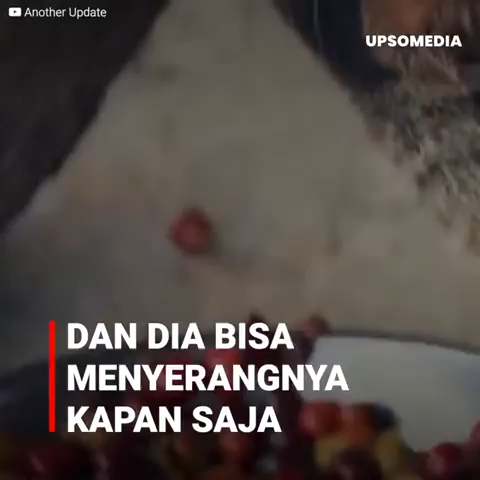 Another Update
UPSOMEDIA
DAN DIA BISA
MENYERANGNYA
KAPAN SAJA